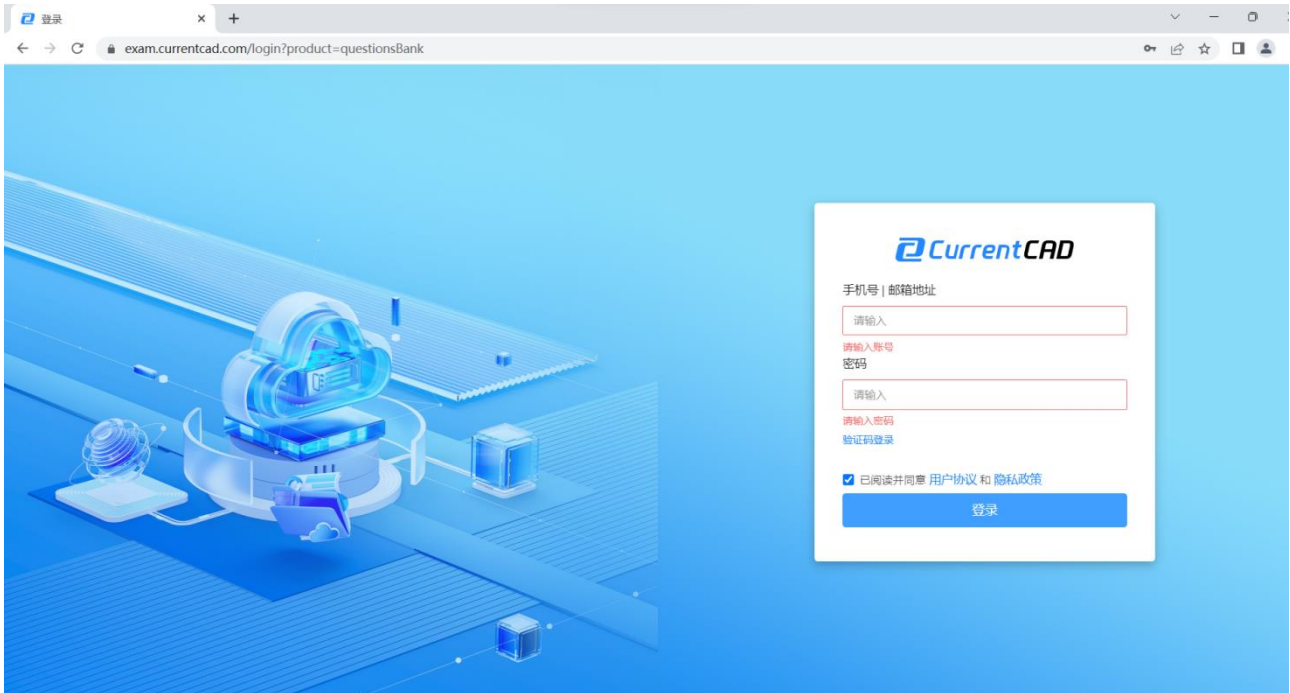 登录
exam.currentcad.com/login?product=questionsBank
CurrentCAD
手机号 | 邮箱地址
请输入
请输入账号
密码
请输入
请输入密码
验证码登录
已阅读并同意 用户协议 和 隐私政策
登录